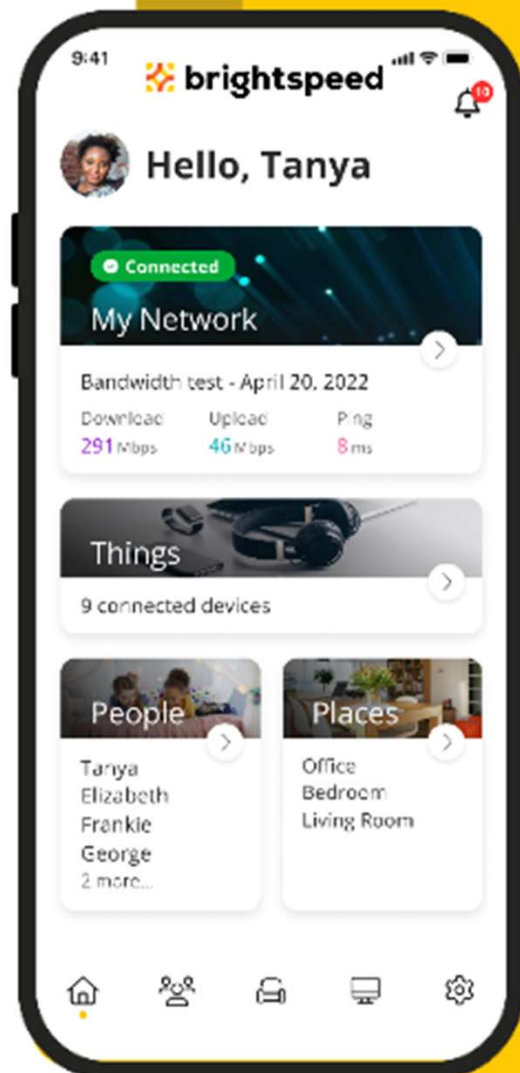 9:41
brightspeed
10
Hello, Tanya
Connected
My Network
Bandwidth test - April 20, 2022
Download Upload Ping
291 Mbps 46 Mbps 8 ms
Things
9 connected devices
People
Tanya
Elizabeth
Frankie
George
2 more...
Places
Office
Bedroom
Living Room